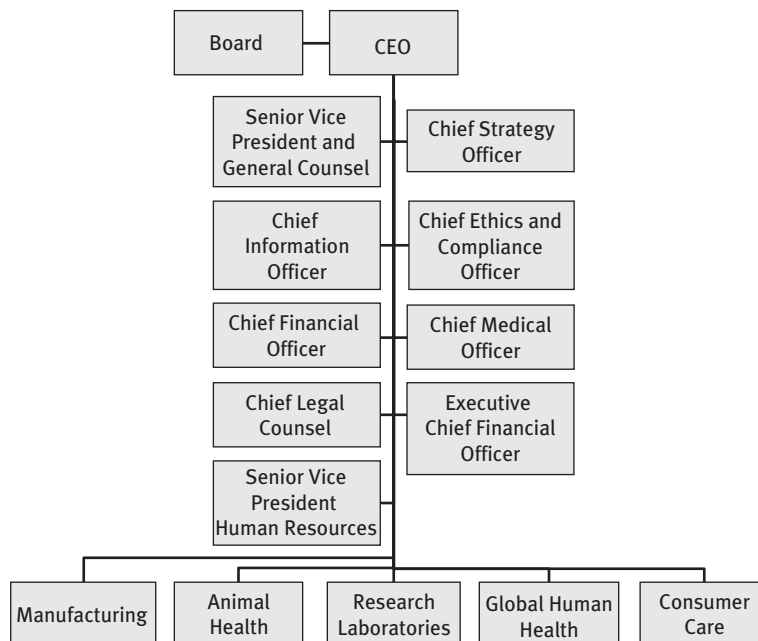 Board
CEO
Senior Vice
President and
General Counsel
Chief Strategy
Officer
Chief
Information
Officer
Chief Ethics and
Compliance
Officer
Chief Financial
Officer
Chief Medical
Officer
Chief Legal
Counsel
Executive
Chief Financial
Officer
Senior Vice
President
Human Resources
Manufacturing
Animal
Health
Research
Laboratories
Global Human
Health
Consumer
Care